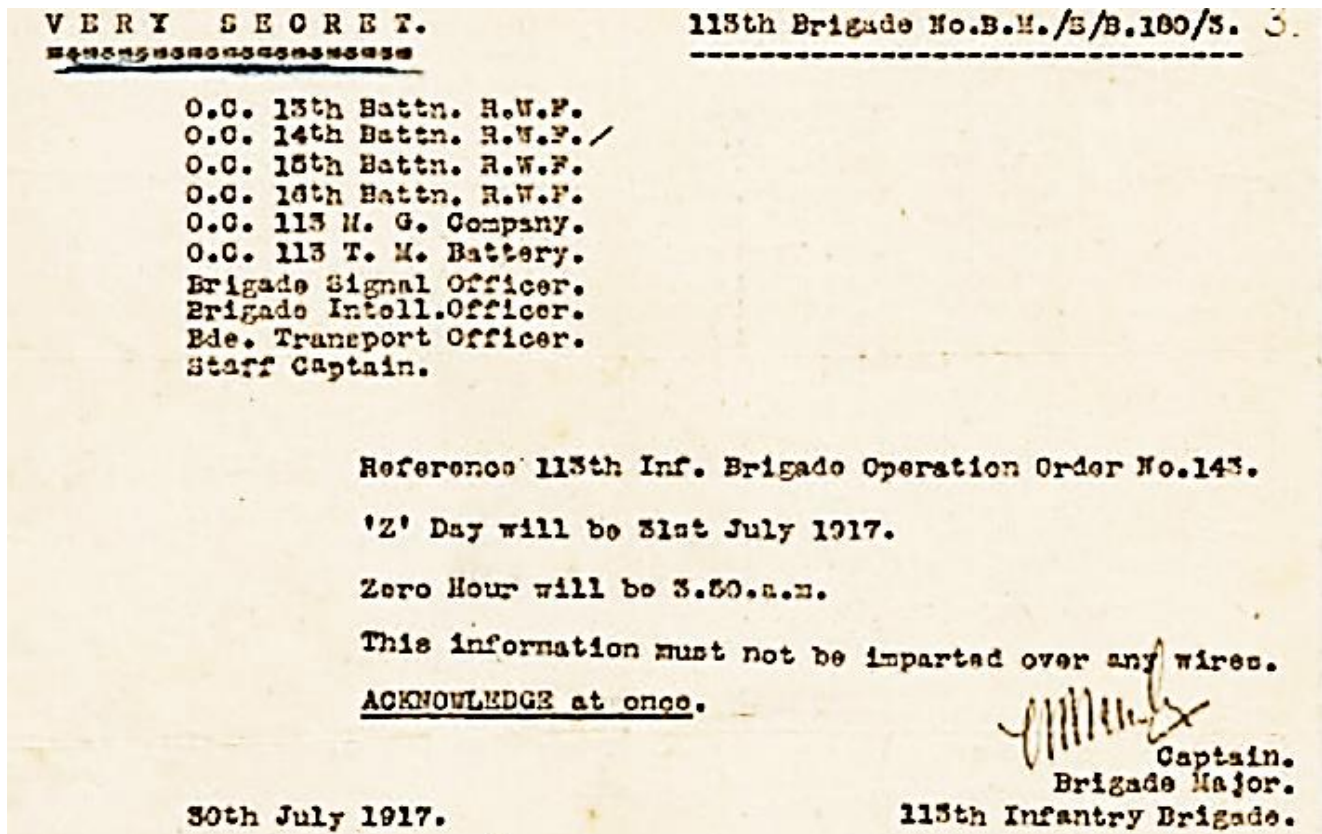 VERY SECRET.
113th Brigade No.B.M./S/B.180/3. 3.
O.C. 13th Battn. R.W.F.
O.C. 14th Battn. R.W.F./
O.C. 15th Battn. R.W.F.
O.C. 16th Battn. R.W.F.
O.C. 113 M. G. Company.
O.C. 113 T. M. Battery.
Brigade Signal Officer.
Brigade Intell.Officer.
Bde. Transport Officer.
Staff Captain.
Reference 113th Inf. Brigade Operation Order No.143.
'Z' Day will be 31st July 1917.
Zero Hour will be 3.50.a.m.
This information must not be imparted over any wires.
ACKNOWLEDGE at once.
Captain.
Brigade Major.
113th Infantry Brigade.
30th July 1917.